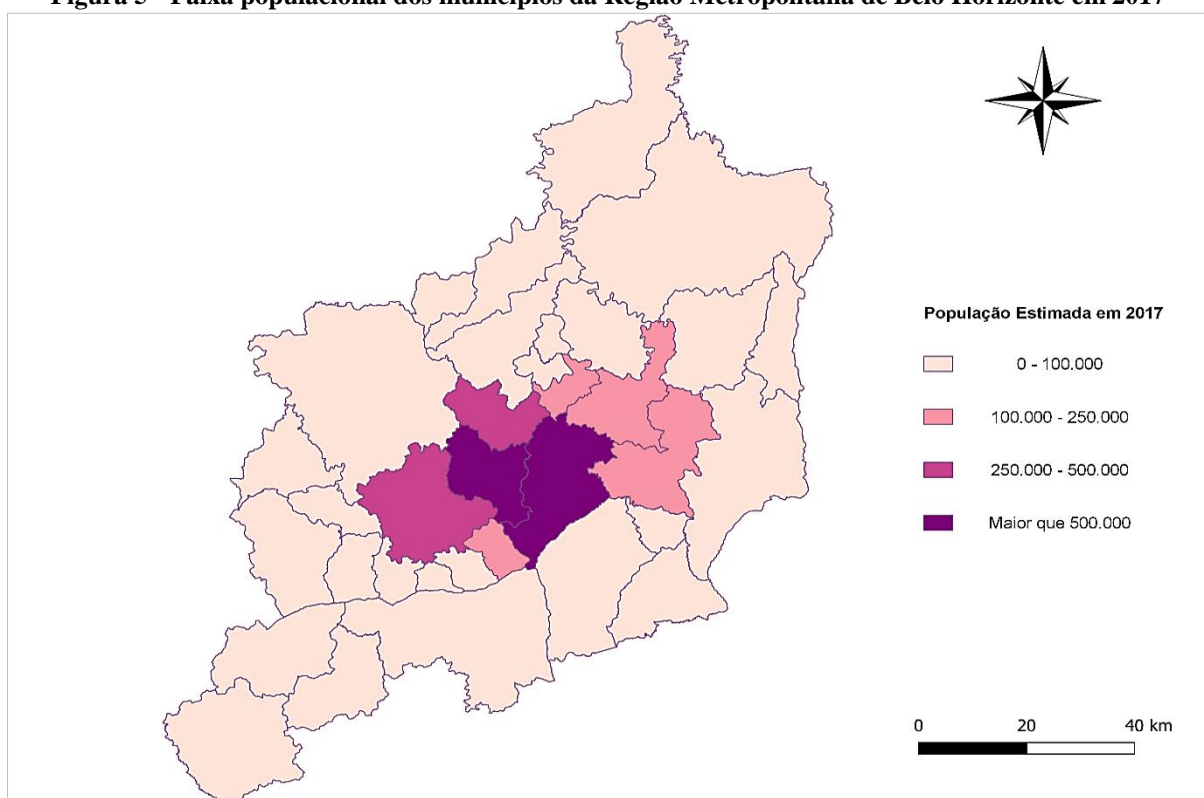 Figura 5 - Faixa populacional dos municípios da Região Metropolitana de Belo Horizonte em 2017
População Estimada em 2017
0 - 100.000
100.000 - 250.000
250.000 - 500.000
Maior que 500.000
0 20 40 km